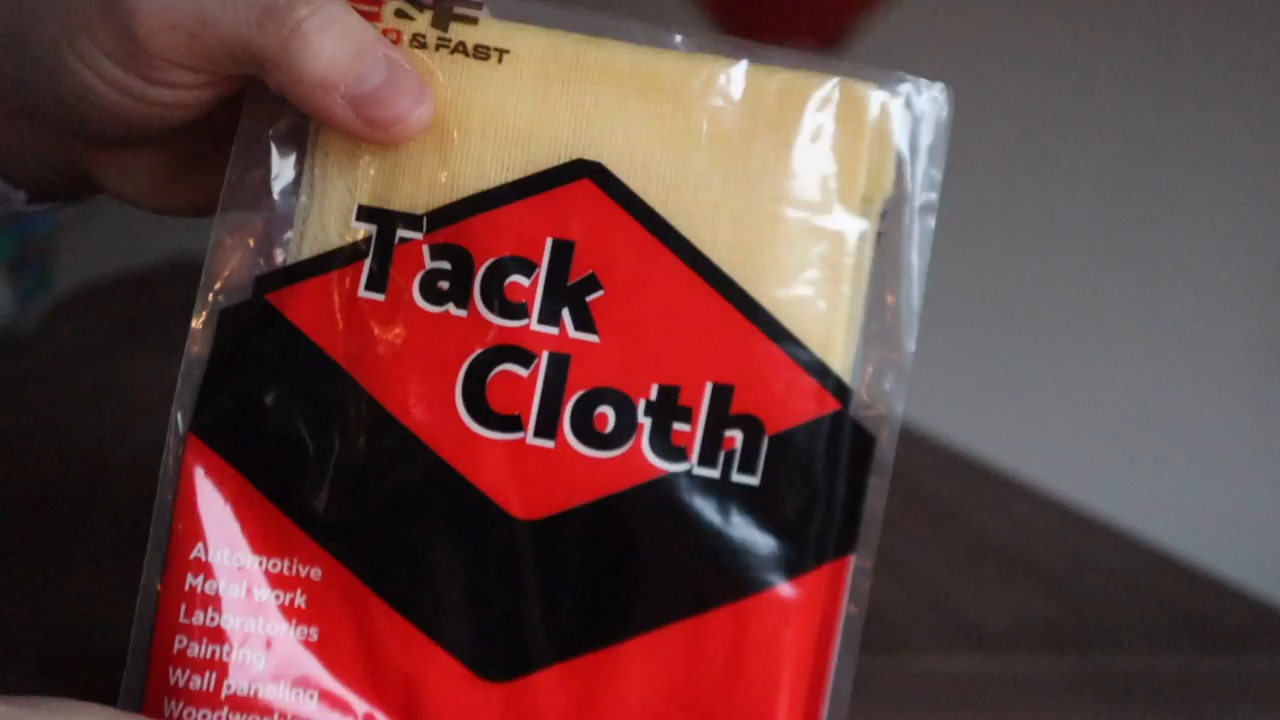 & FAST
Tack
Cloth
Automotive
Metal work
Laboratories
Painting
Wall paneling